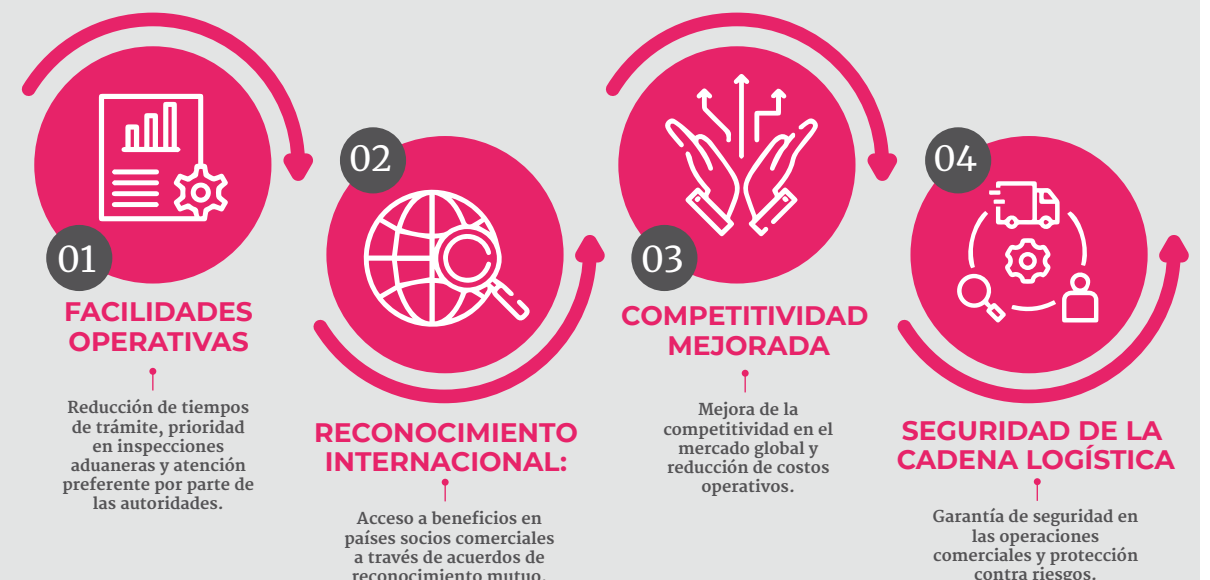 01
FACILIDADES
OPERATIVAS
Reducción de tiempos
de trámite, prioridad
en inspecciones
aduaneras y atención
preferente por parte de
las autoridades.
02
RECONOCIMIENTO
INTERNACIONAL:
Acceso a beneficios en
países socios comerciales
a través de acuerdos de
reconocimiento mutuo.
03
COMPETITIVIDAD
MEJORADA
Mejora de la
competitividad en el
mercado global y
reducción de costos
operativos.
04
SEGURIDAD DE LA
CADENA LOGÍSTICA
Garantía de seguridad en
las operaciones
comerciales y protección
contra riesgos.